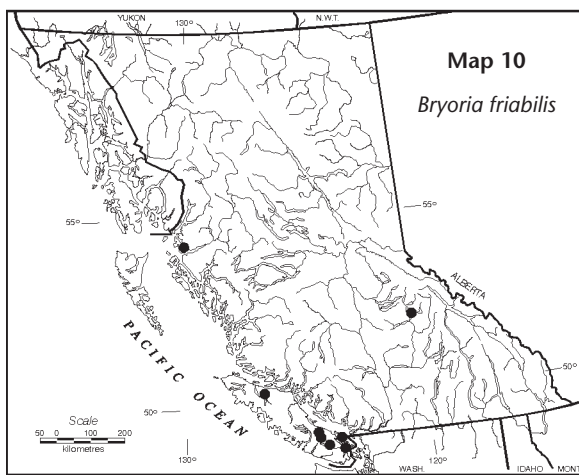 YUKON
130°
N.W.T.
Map 10
Bryoria friabilis
55°
55°
ALBERTA
PACIFIC OCEAN
50°
50°
Scale
50 0 100 200
kilometres
130°
WASH.
120°
IDAHO
MONT